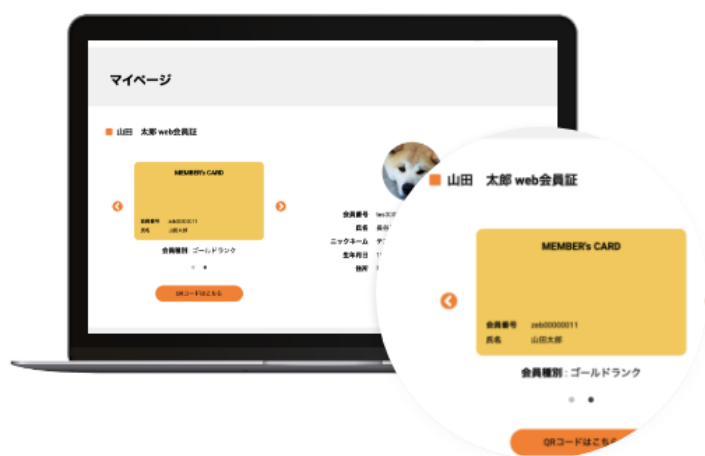 マイページ
山田 太郎 web会員証
MEMBER's CARD
会員番号 zeb00000011
氏名 山田太郎
会員種別:ゴールドランク
QRコードはこちら
会員番号
氏名
ニックネーム
生年月日
住所
山田 太郎 web会員証
MEMBER's CARD
会員番号 zeb00000011
氏名 山田太郎
会員種別:ゴールドランク
QRコードはこちら